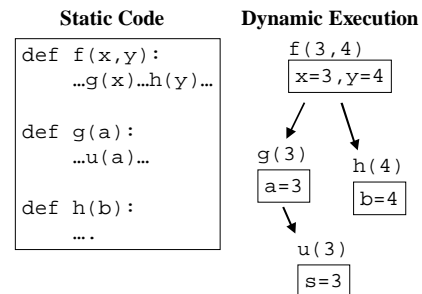 Static Code
def f(x,y):
…g(x)…h(y)…
def g(a):
…u(a)…
def h(b):
….
Dynamic Execution
f(3,4)
x=3,y=4
g(3)
a=3
h(4)
b=4
u(3)
s=3